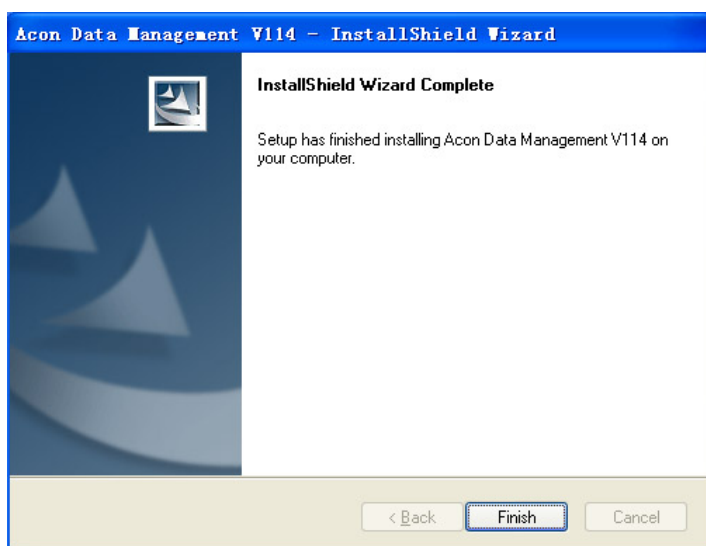 Acon Data Management V114 - InstallShield Wizard
InstallShield Wizard Complete
Setup has finished installing Acon Data Management V114 on
your computer.
< Back
Finish
Cancel